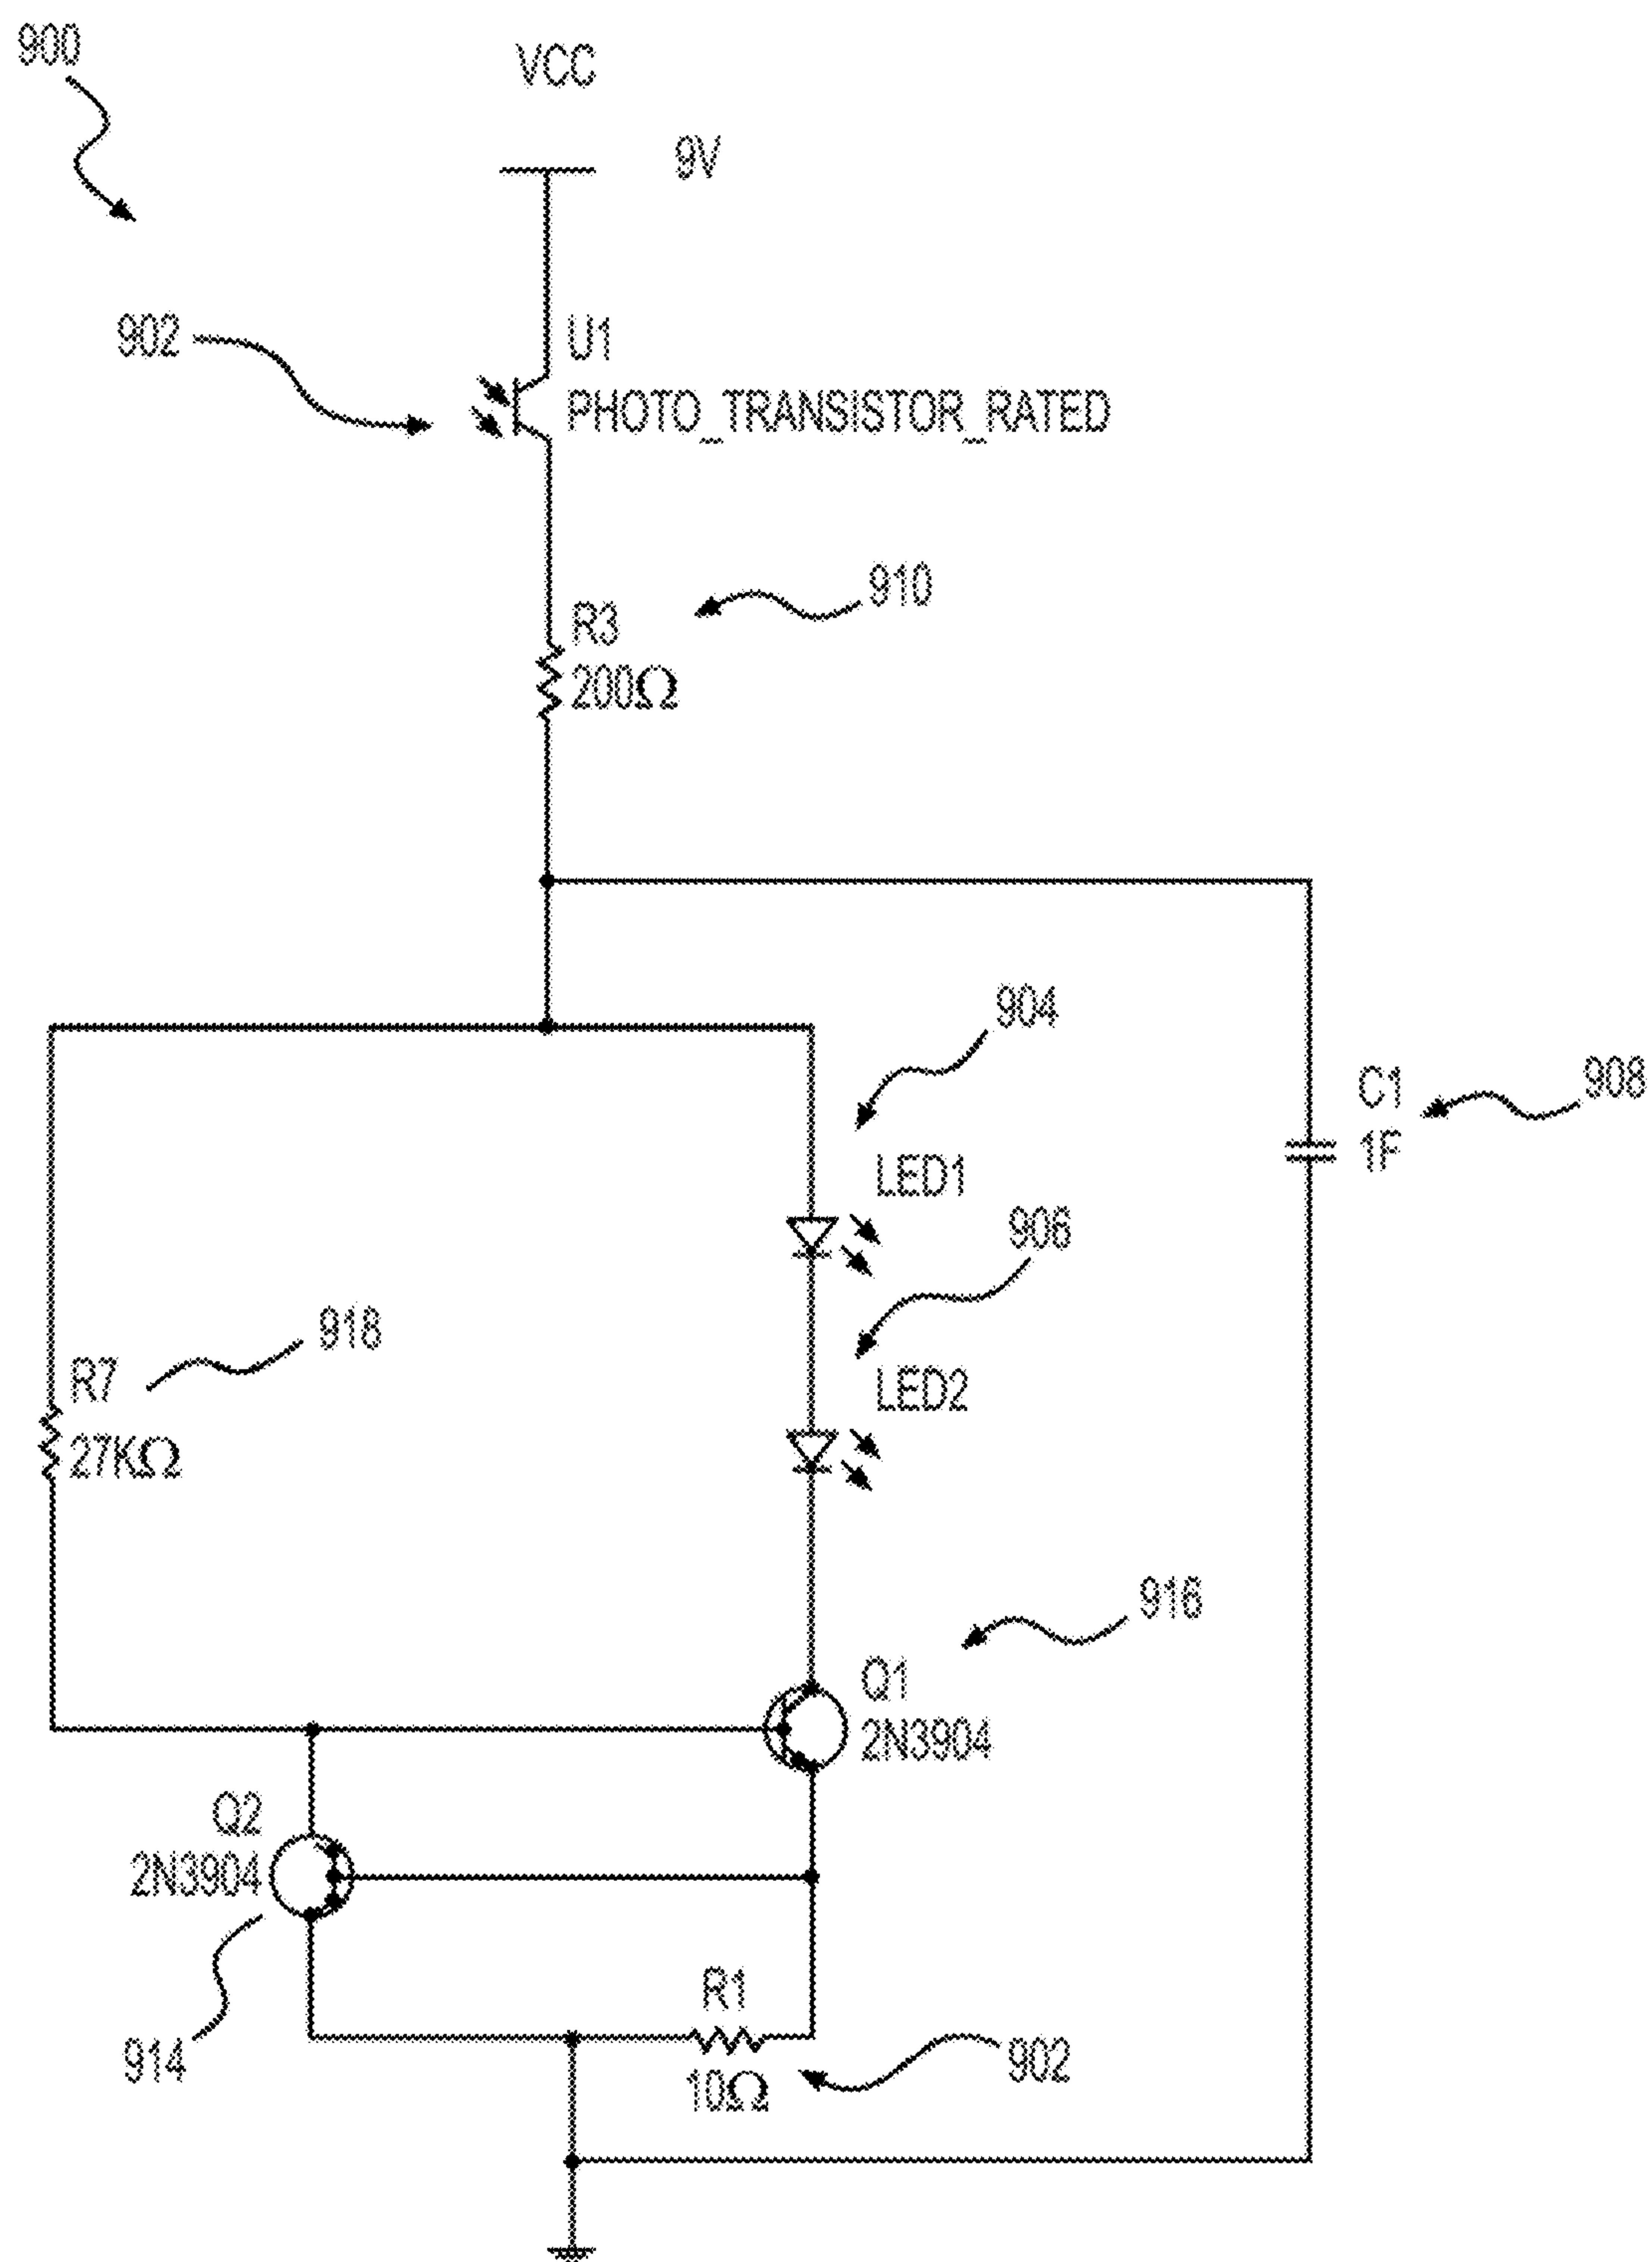 900
VCC
9V
902
U1
PHOTO_TRANSISTOR_RATED
910
R3
200Ω
904
C1
1F
908
LED1
906
LED2
918
R7
27KΩ
916
Q1
2N3904
Q2
2N3904
914
R1
10Ω
902